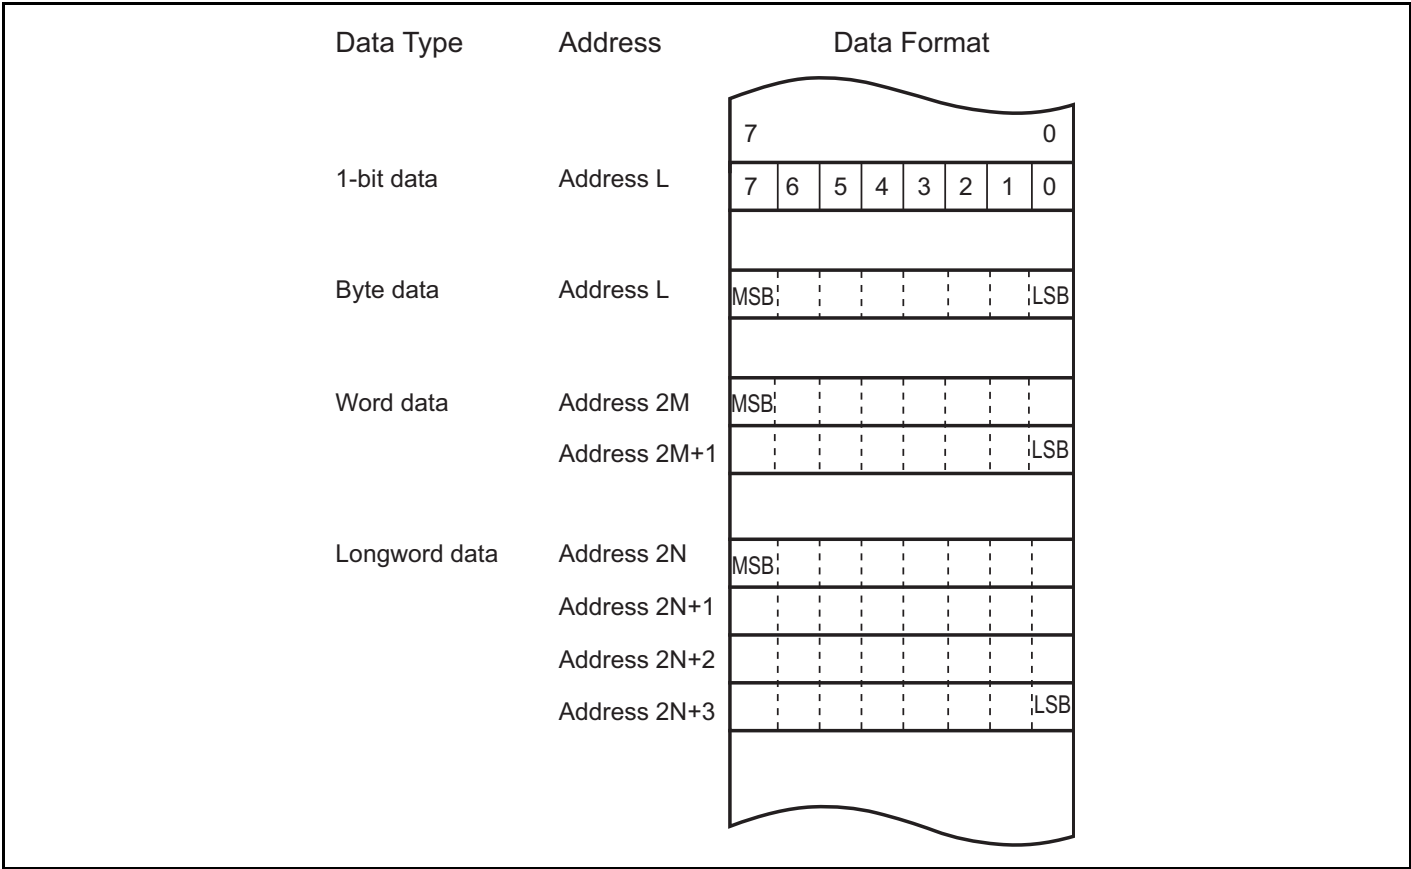 Data Type Address Data Format
7 0
1-bit data Address L 7 6 5 4 3 2 1 0
Byte data Address L MSB LSB
Word data Address 2M MSB
Address 2M+1 LSB
Longword data Address 2N MSB
Address 2N+1
Address 2N+2
Address 2N+3 LSB